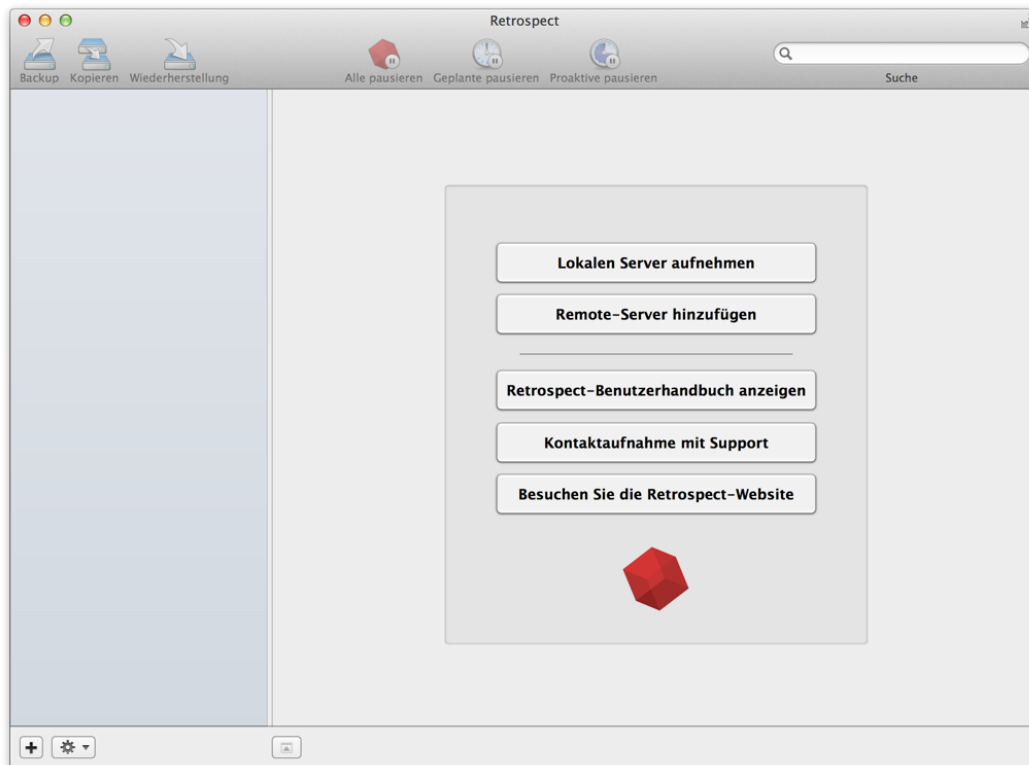 Retrospect
Backup Kopieren Wiederherstellung Alle pausieren Geplante pausieren Proaktive pausieren Suche
Lokalen Server aufnehmen
Remote-Server hinzufügen
Retrospect-Benutzerhandbuch anzeigen
Kontaktaufnahme mit Support
Besuchen Sie die Retrospect-Website